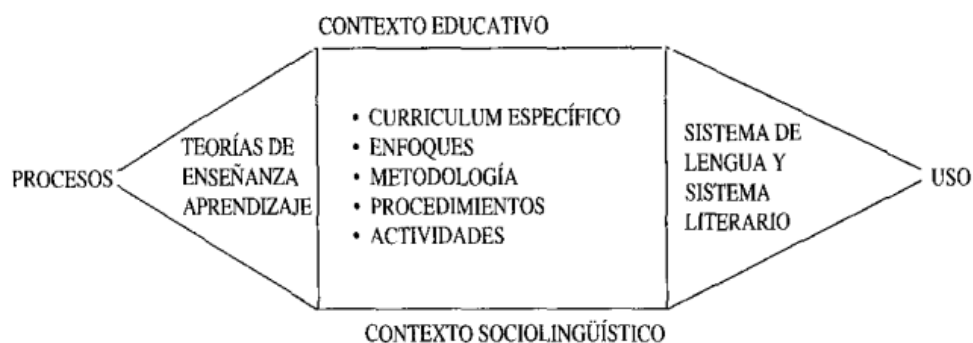 CONTEXTO EDUCATIVO
PROCESOS
TEORÍAS DE
ENSEÑANZA
APRENDIZAJE
• CURRICULUM ESPECÍFICO
• ENFOQUES
• METODOLOGÍA
• PROCEDIMIENTOS
• ACTIVIDADES
SISTEMA DE
LENGUA Y
SISTEMA
LITERARIO
USO
CONTEXTO SOCIOLINGÜÍSTICO